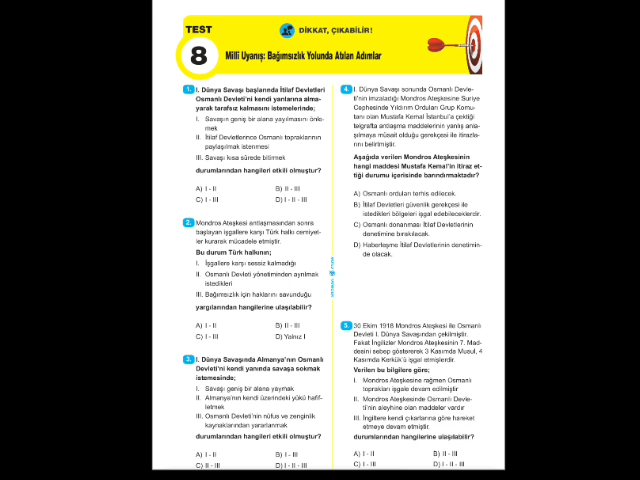 TEST
8
DİKKAT, ÇIKABİLİR!
Millî Uyanış: Bağımsızlık Yolunda Atılan Adımlar
1. I. Dünya Savaşı başlarında İtilaf Devletleri
Osmanlı Devleti'ni kendi yanlarına alma-
yarak tarafsız kalmasını istemelerinde;
I. Savaşın geniş bir alana yayılmasını önle-
mek
II. İtilaf Devletlerince Osmanlı topraklarının
paylaşılmak istenmesi
III. Savaşı kısa sürede bitirmek
durumlarından hangileri etkili olmuştur?
A) I - II B) II - III
C) I - III D) I - II - III
2. Mondros Ateşkesi antlaşmasından sonra
başlayan işgallere karşı Türk halkı cemiyet-
ler kurarak mücadele etmiştir.
Bu durum Türk halkının;
I. İşgallere karşı sessiz kalmadığı
II. Osmanlı Devleti yönetiminden ayrılmak
istedikleri
III. Bağımsızlık için haklarını savunduğu
yargılarından hangilerine ulaşılabilir?
A) I - II B) II - III
C) I - III D) Yalnız I
3. I. Dünya Savaşında Almanya'nın Osmanlı
Devleti'ni kendi yanında savaşa sokmak
istemesinde;
I. Savaşı geniş bir alana yaymak
II. Almanya'nın kendi üzerindeki yükü hafif-
letmek
III. Osmanlı Devleti'nin nüfus ve zenginlik
kaynaklarından yararlanmak
durumlarından hangileri etkili olmuştur?
A) I - II B) I - III
C) II - III D) I - II - III
4. I. Dünya Savaşı sonunda Osmanlı Devle-
ti'nin imzaladığı Mondros Ateşkesine Suriye
Cephesinde Yıldırım Orduları Grup Komu-
tanı olan Mustafa Kemal İstanbul'a çektiği
telgrafta antlaşma maddelerinin yanlış anla-
şılmaya müsait olduğu gerekçesi ile itirazla-
rını belirtmiştir.
Aşağıda verilen Mondros Ateşkesinin
hangi maddesi Mustafa Kemal'in itiraz et-
tiği durumu içerisinde barındırmaktadır?
A) Osmanlı orduları terhis edilecek.
B) İtilaf Devletleri güvenlik gerekçesi ile
istedikleri bölgeleri işgal edebileceklerdir.
C) Osmanlı donanması İtilaf Devletlerinin
denetimine bırakılacak.
D) Haberleşme İtilaf Devletlerinin denetimin-
de olacak.
5. 30 Ekim 1918 Mondros Ateşkesi ile Osmanlı
Devleti I. Dünya Savaşından çekilmiştir.
Fakat İngilizler Mondros Ateşkesinin 7. Mad-
desini sebep göstererek 3 Kasımda Musul, 4
Kasımda Kerkük'ü işgal etmişlerdir.
Verilen bu bilgilere göre;
I. Mondros Ateşkesine rağmen Osmanlı
toprakları işgale devam edilmiştir
II. Mondros Ateşkesinde Osmanlı Devle-
ti'nin aleyhine olan maddeler vardır
III. İngillere kendi çıkarlarına göre hareket
etmeye devam etmiştir.
durumlarından hangilerine ulaşılabilir?
A) I - II B) II - III
C) I - III D) I - II - III